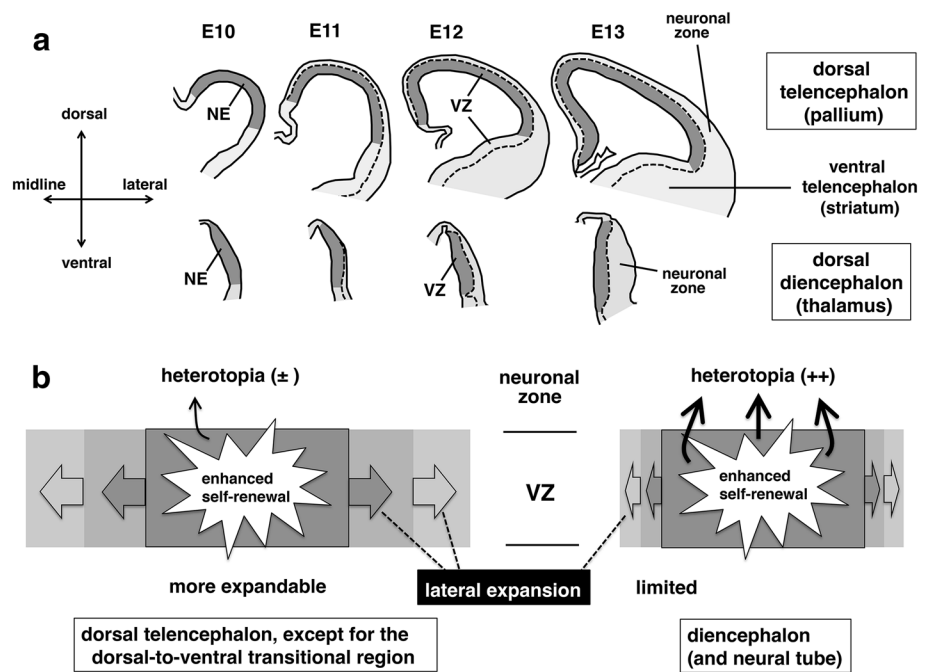 a
E10 E11 E12 E13
neuronal
zone
dorsal
midline lateral
ventral
NE
VZ
dorsal
telencephalon
(pallium)
ventral
telencephalon
(striatum)
NE
VZ
neuronal
zone
dorsal
diencephalon
(thalamus)
b
heterotopia (± )
neuronal
zone
heterotopia (++)
enhanced
self-renewal
VZ
enhanced
self-renewal
more expandable
lateral expansion
limited
dorsal telencephalon, except for the
dorsal-to-ventral transitional region
diencephalon
(and neural tube)